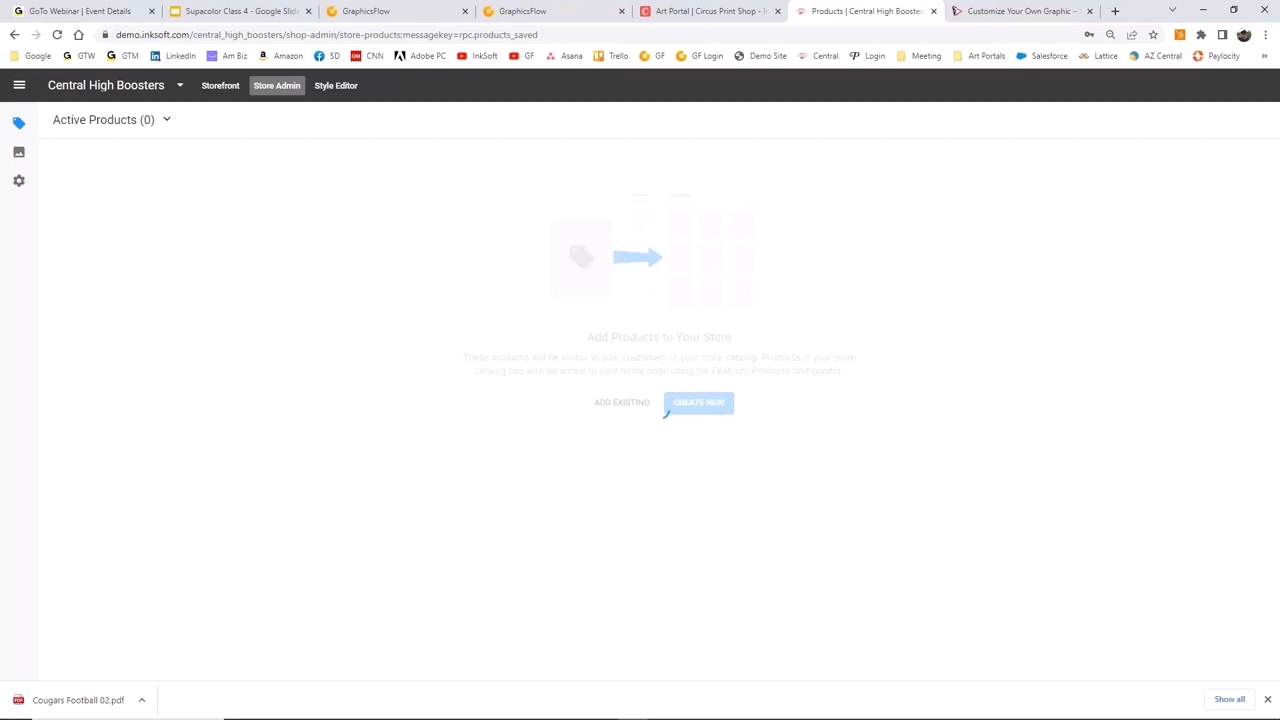 GoTo Webinar | Event Details
Supacolor Class 4 - Google Slid
GraphicsFlow
GraphicsFlow
Art Portal | Circus Print Shop - In
Products | Central High Booster
Customize Your Own Graphic –
demo.inksoft.com/central_high_boosters/shop-admin/store-products;messagekey=rpc.products_saved
Google
GTW
GTM
LinkedIn
Am Biz
Amazon
SD
CNN
Adobe PC
InkSoft
GF
Asana
Trello
GF
GF Login
Demo Site
Central
Login
Meeting
Art Portals
Salesforce
Lattice
AZ Central
Paylocity
Central High Boosters
Storefront
Store Admin
Style Editor
Active Products (0)
Add Products to Your Store
These products will be visible to your customers in your store catalog. Products in your store
catalog can also be added to your home page using the Featured Products component.
ADD EXISTING
CREATE NEW
Cougars Football 02.pdf
Show all